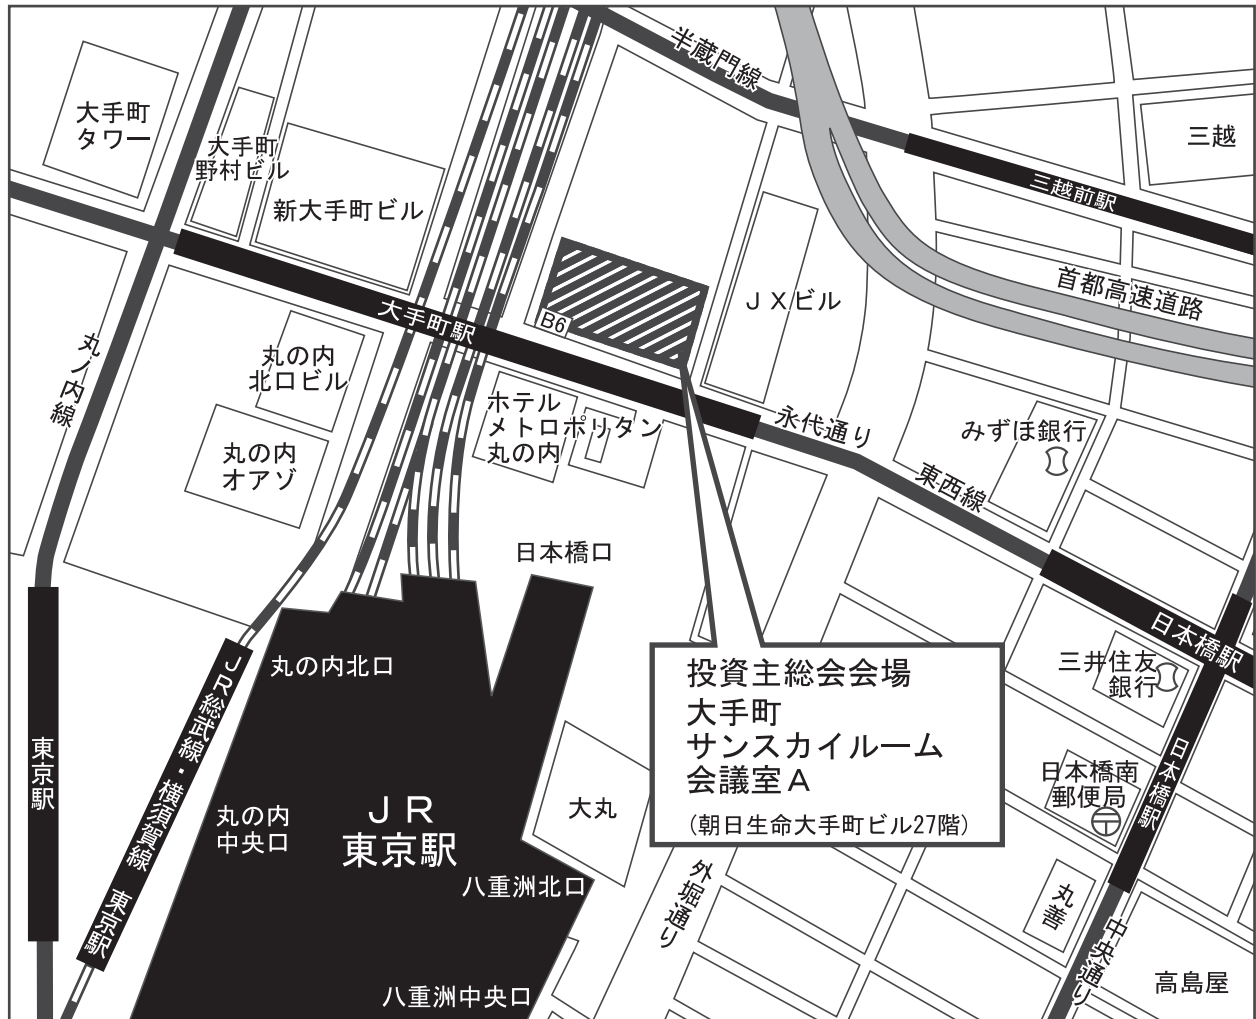 半蔵門線
大手町
タワー
大手町
野村ビル
新大手町ビル
三越
三越前駅
首都高速道路
ＪＸビル
B6
大手町駅
丸ノ内線
丸の内
北口ビル
丸の内
オアゾ
ホテル
メトロポリタン
丸の内
永代通り
東西線
みずほ銀行
日本橋口
日本橋駅
三井住友
銀行
丸の内北口
ＪＲ総武線・横須賀線　東京駅
東京駅
投資主総会会場
大手町
サンスカイルーム
会議室Ａ
（朝日生命大手町ビル27階）
日本橋駅
日本橋南
郵便局
丸の内
中央口
ＪＲ
東京駅
大丸
八重洲北口
外堀通り
丸善
中央通り
高島屋
八重洲中央口